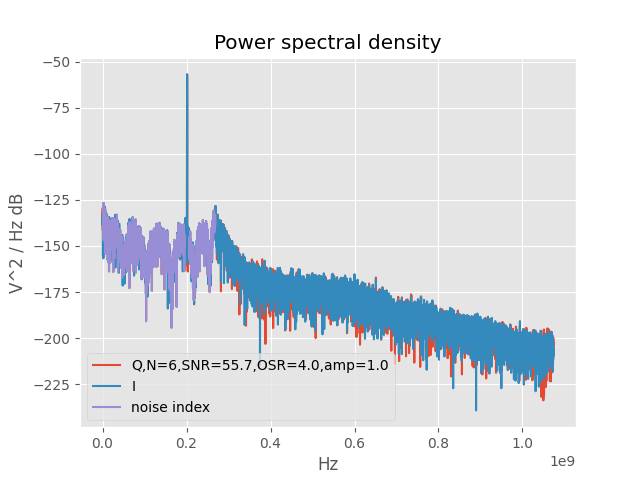 Power spectral density
V^2 / Hz dB
−50
−75
−100
−125
−150
−175
−200
−225
Q,N=6,SNR=55.7,OSR=4.0,amp=1.0
I
noise index
0.0 0.2 0.4 0.6 0.8 1.0
1e9
Hz